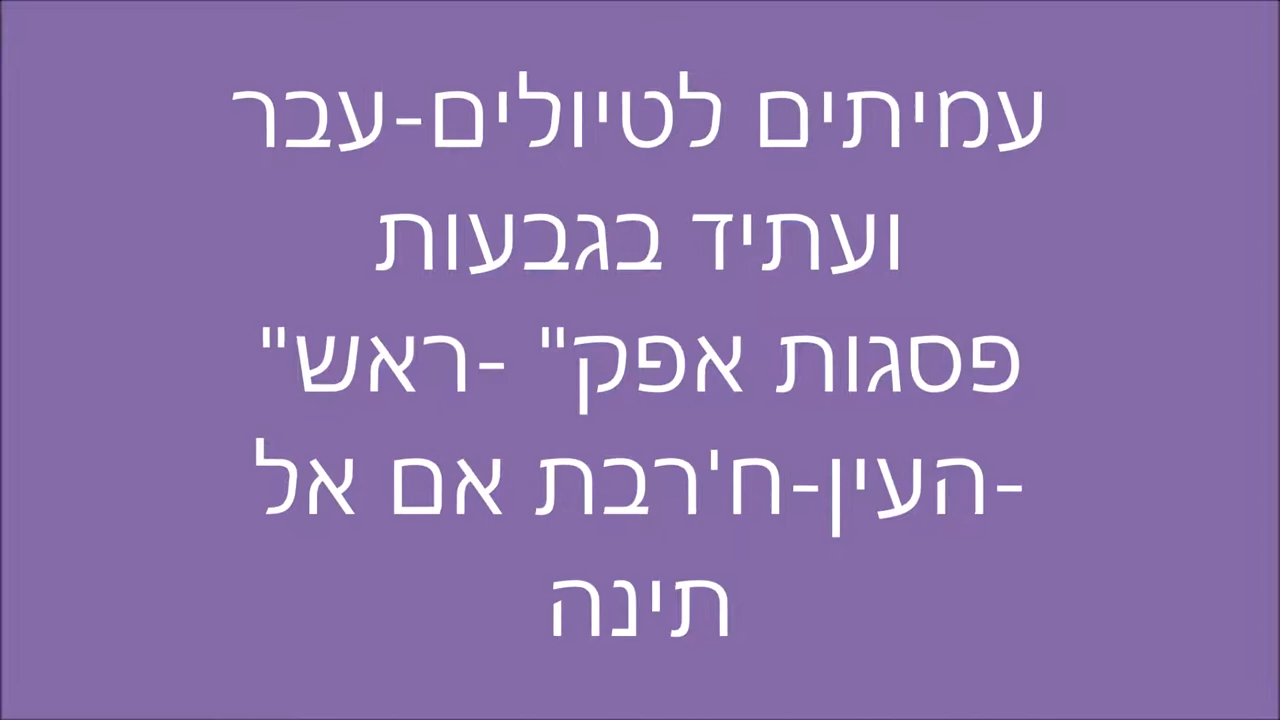 עמיתים לטיולים-עבר
ועתיד בגבעות
פסגות אפק" -ראש"
-העין-ח'רבת אם אל
תינה